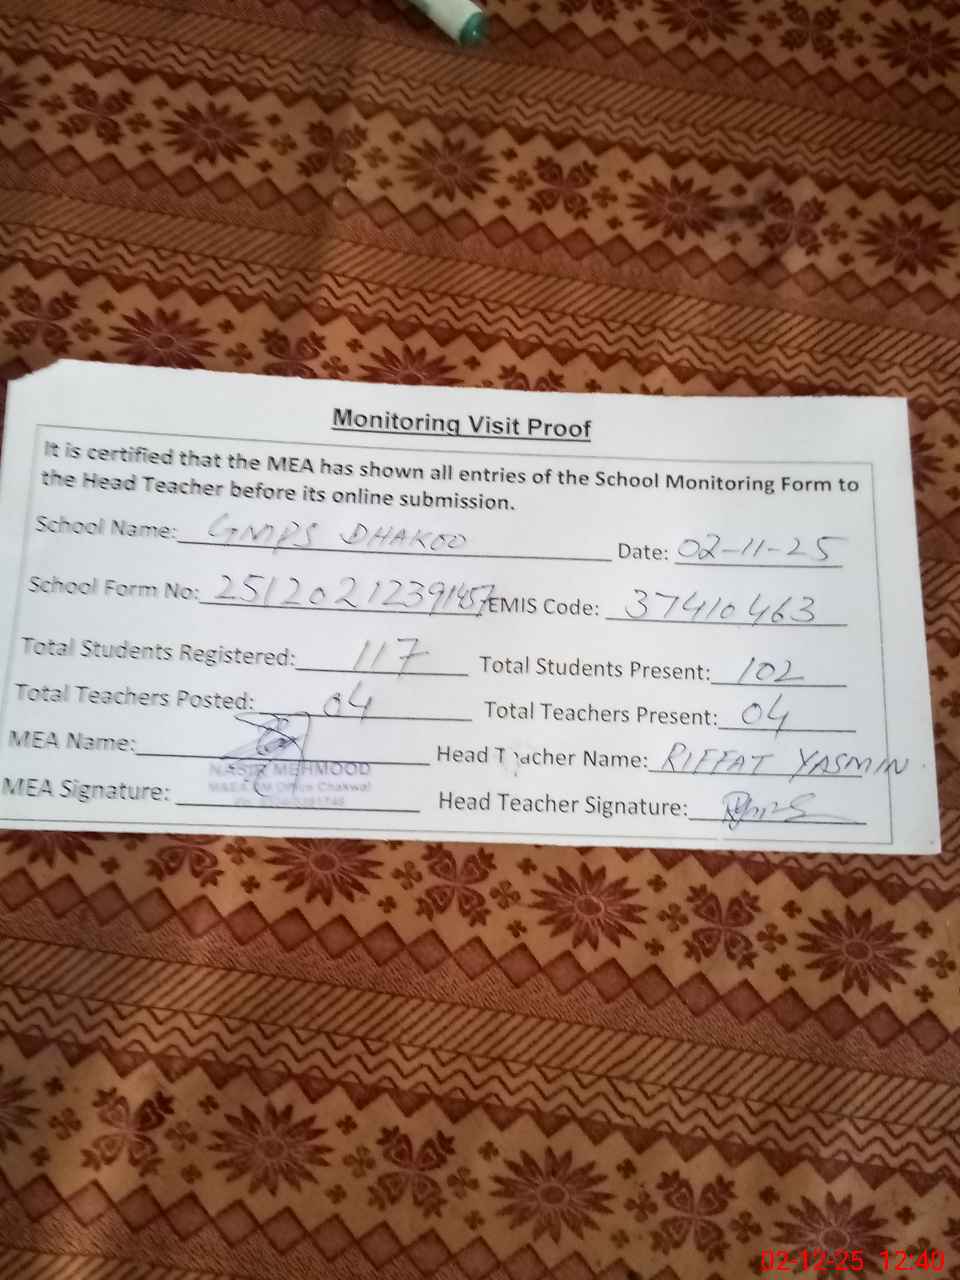 Monitoring Visit Proof
It is certified that the MEA has shown all entries of the School Monitoring Form to
the Head Teacher before its online submission.
School Name: GMPS DHAKOO Date: 02-11-25
School Form No: 25120212391457 EMIS Code: 37410463
Total Students Registered: 117 Total Students Present: 102
Total Teachers Posted: 04 Total Teachers Present: 04
MEA Name: Head Teacher Name: RIFFAT YASMIN
NASIR MEHMOOD
MEA Signature: Head Teacher Signature:
02-12-25 12:40